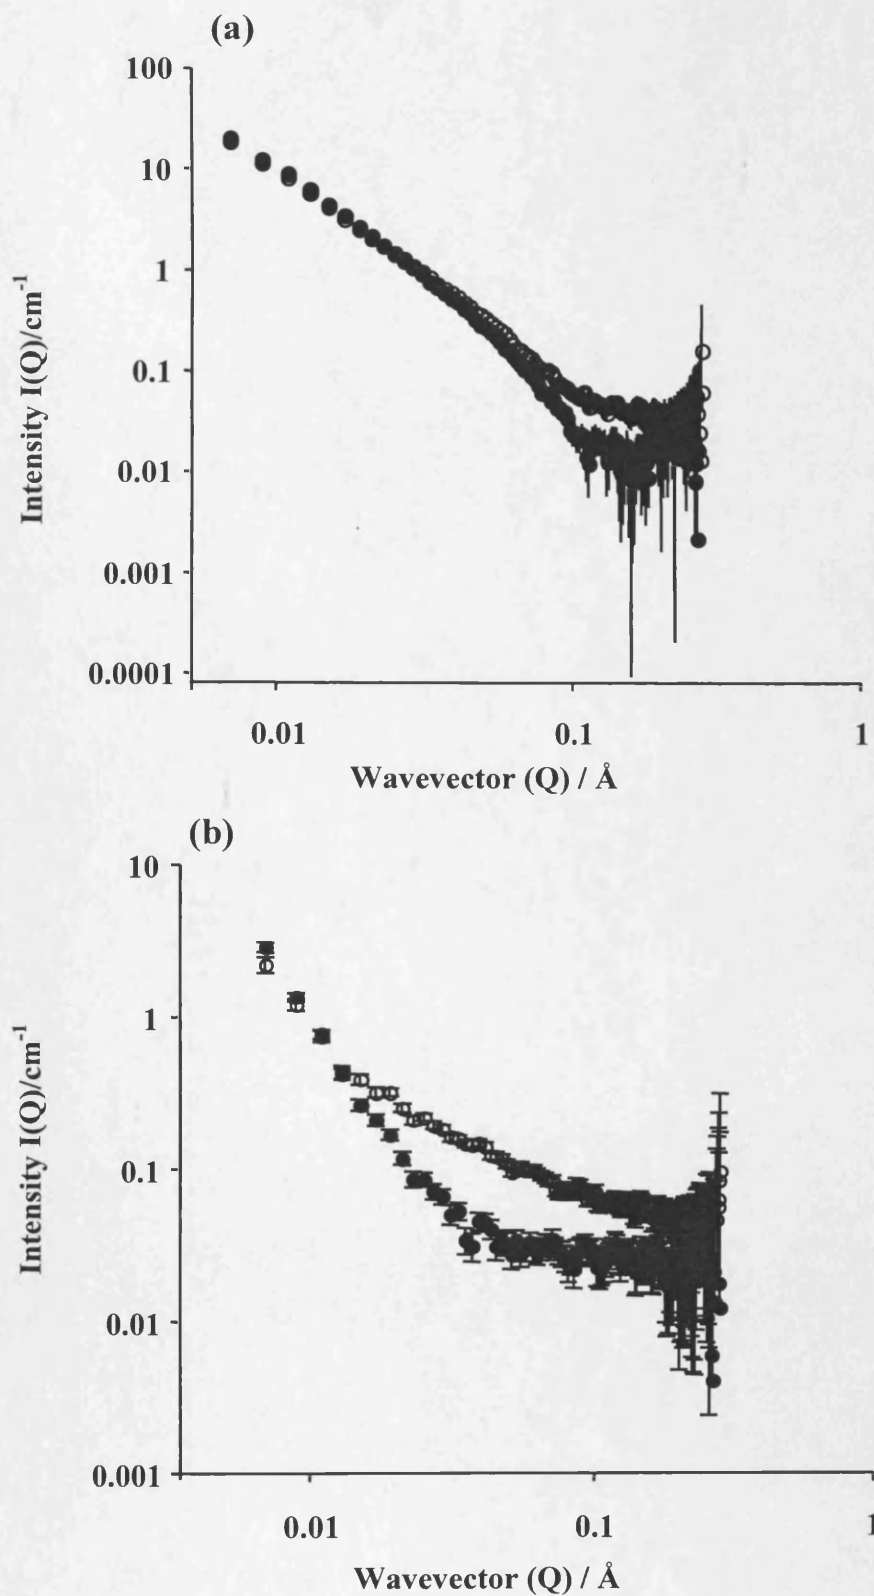 (a)
100
10
1
0.1
0.01
0.001
0.0001
Intensity I(Q)/cm⁻¹
0.01 0.1 1
Wavevector (Q) / Å
(b)
10
1
0.1
0.01
0.001
Intensity I(Q)/cm⁻¹
0.01 0.1 1
Wavevector (Q) / Å